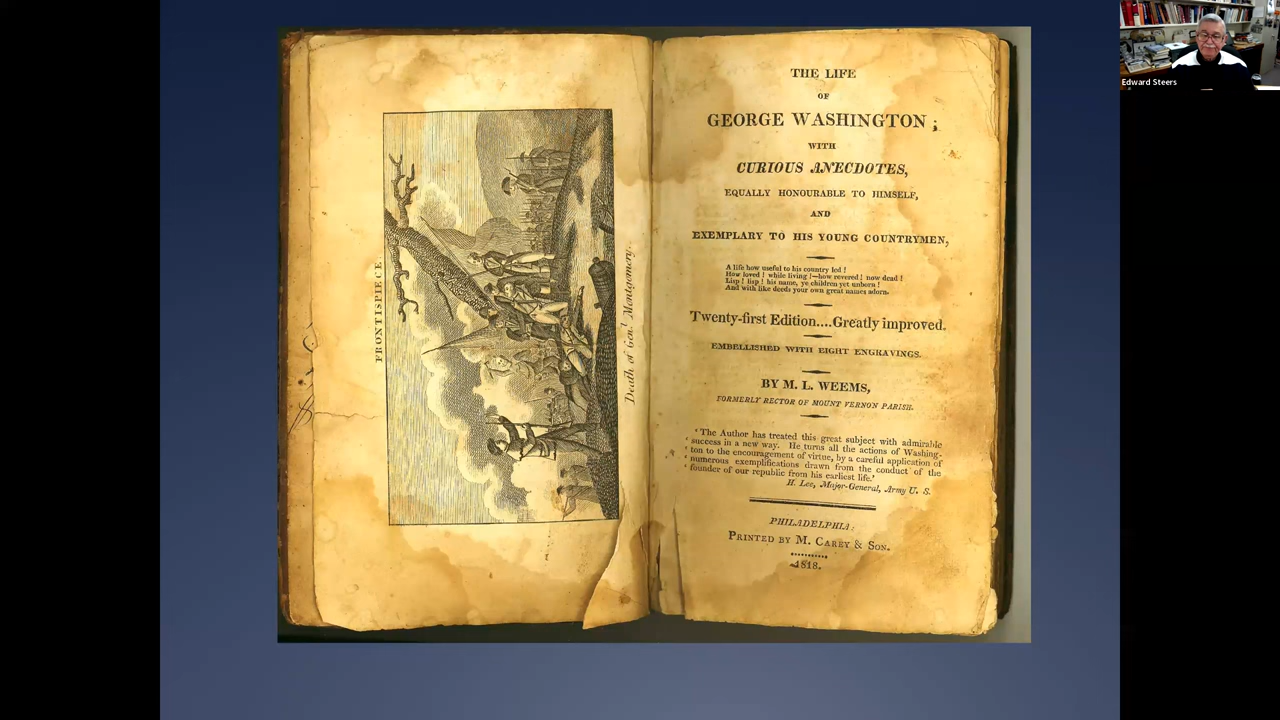 FRONTISPIECE.
Death of Genl. Montgomery.
THE LIFE
OF
GEORGE WASHINGTON;
WITH
CURIOUS ANECDOTES,
EQUALLY HONOURABLE TO HIMSELF,
AND
EXEMPLARY TO HIS YOUNG COUNTRYMEN,
A life how useful to his country led!
How loved! while living!—how revered! now dead!
Lisp! lisp! his name, ye children yet unborn!
And with like deeds your own great names adorn.
Twenty-first Edition....Greatly improved.
EMBELLISHED WITH EIGHT ENGRAVINGS.
BY M. L. WEEMS,
FORMERLY RECTOR OF MOUNT VERNON PARISH.
'The Author has treated this great subject with admirable
' success in a new way. He turns all the actions of Washing-
' ton to the encouragement of virtue, by a careful application of
' numerous exemplifications drawn from the conduct of the
' founder of our republic from his earliest life.'
H. Lee, Major-General, Army U. S.
PHILADELPHIA:
PRINTED BY M. CAREY & SON.
1818.
Edward Steers